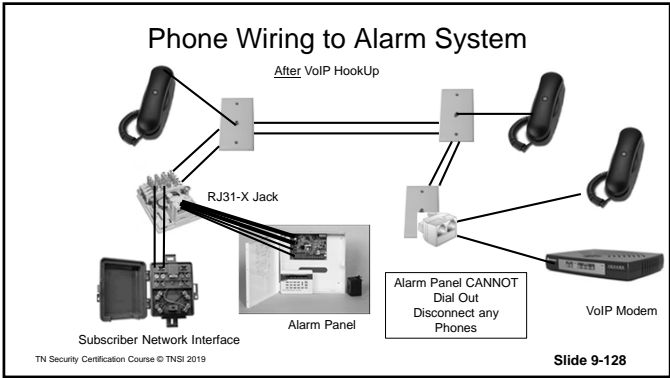 Phone Wiring to Alarm System
After VoIP HookUp
RJ31-X Jack
Alarm Panel CANNOT
Dial Out
Disconnect any
Phones
VoIP Modem
Alarm Panel
Subscriber Network Interface
TN Security Certification Course © TNSI 2019
Slide 9-128